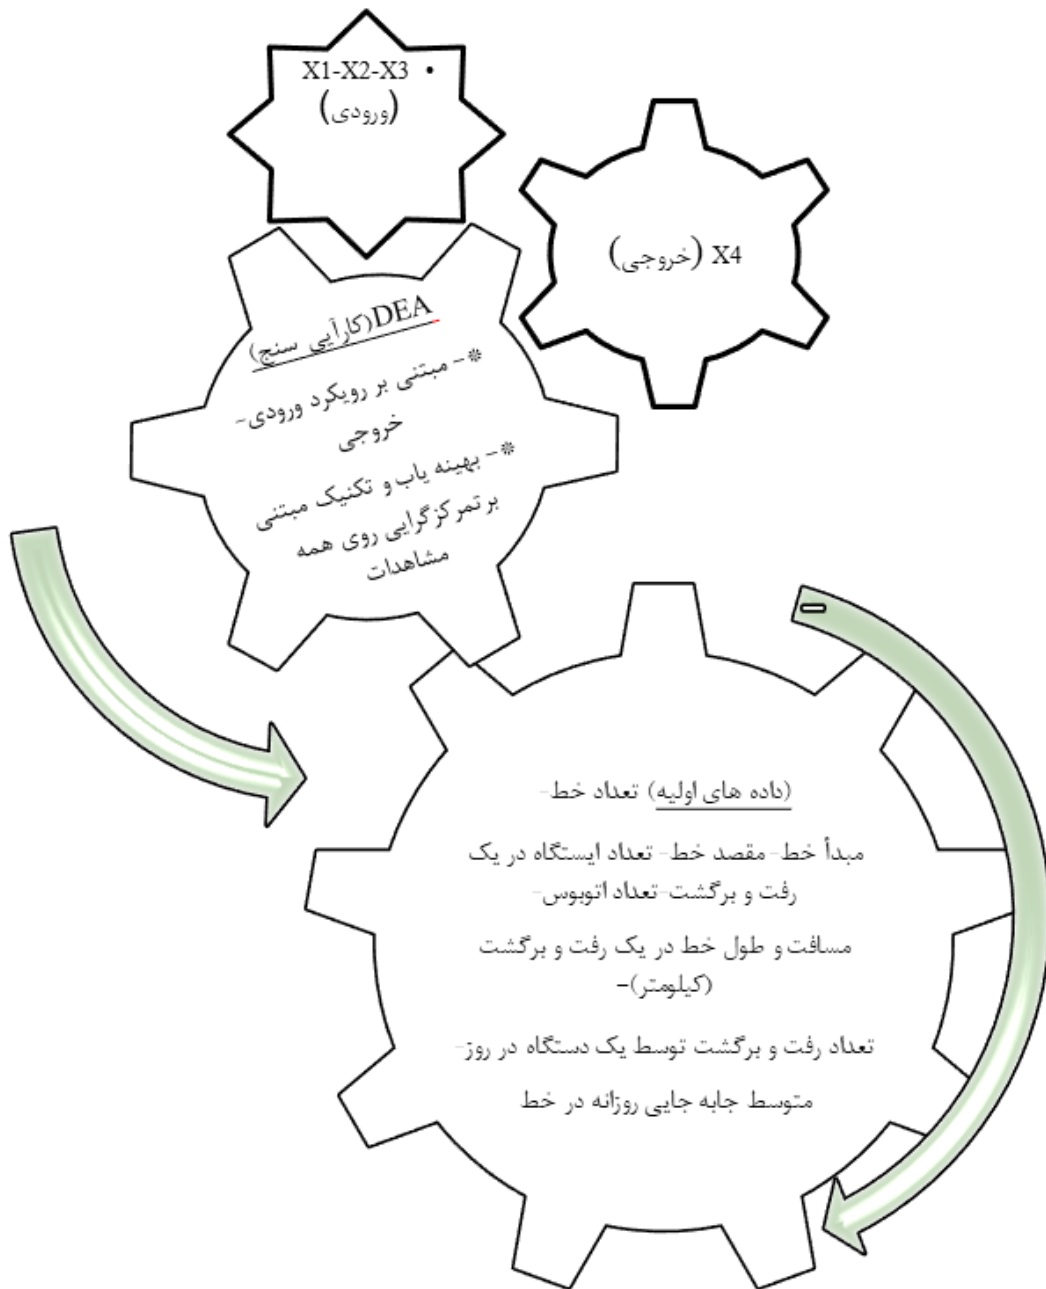 • X1-X2-X3
(ورودی)
X4 (خروجی)
DEA(کارآیی سنج)
*- مبتنی بر رویکرد ورودی-
خروجی
*- بهینه یاب و تکنیک مبتنی
بر تمرکزگرایی روی همه
مشاهدات
(داده های اولیه) تعداد خط-
مبدأ خط- مقصد خط- تعداد ایستگاه در یک
رفت و برگشت-تعداد اتوبوس-
مسافت و طول خط در یک رفت و برگشت
(کیلومتر)-
تعداد رفت و برگشت توسط یک دستگاه در روز-
متوسط جابه جایی روزانه در خط